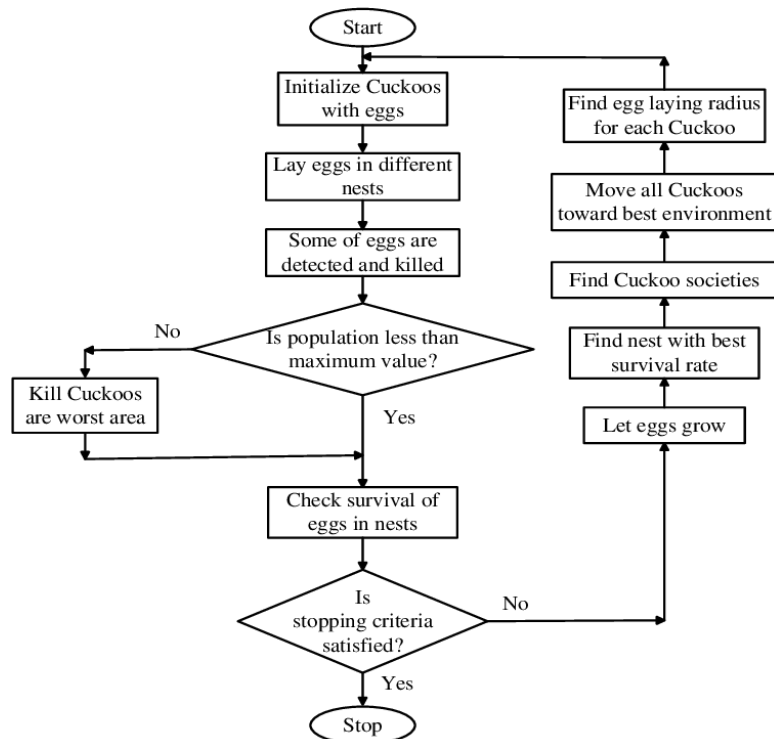 Start
Initialize Cuckoos
with eggs
Lay eggs in different
nests
Some of eggs are
detected and killed
Is population less than
maximum value?
No
Kill Cuckoos
are worst area
Yes
Check survival of
eggs in nests
Is
stopping criteria
satisfied?
No
Yes
Stop
Let eggs grow
Find nest with best
survival rate
Find Cuckoo societies
Move all Cuckoos
toward best environment
Find egg laying radius
for each Cuckoo